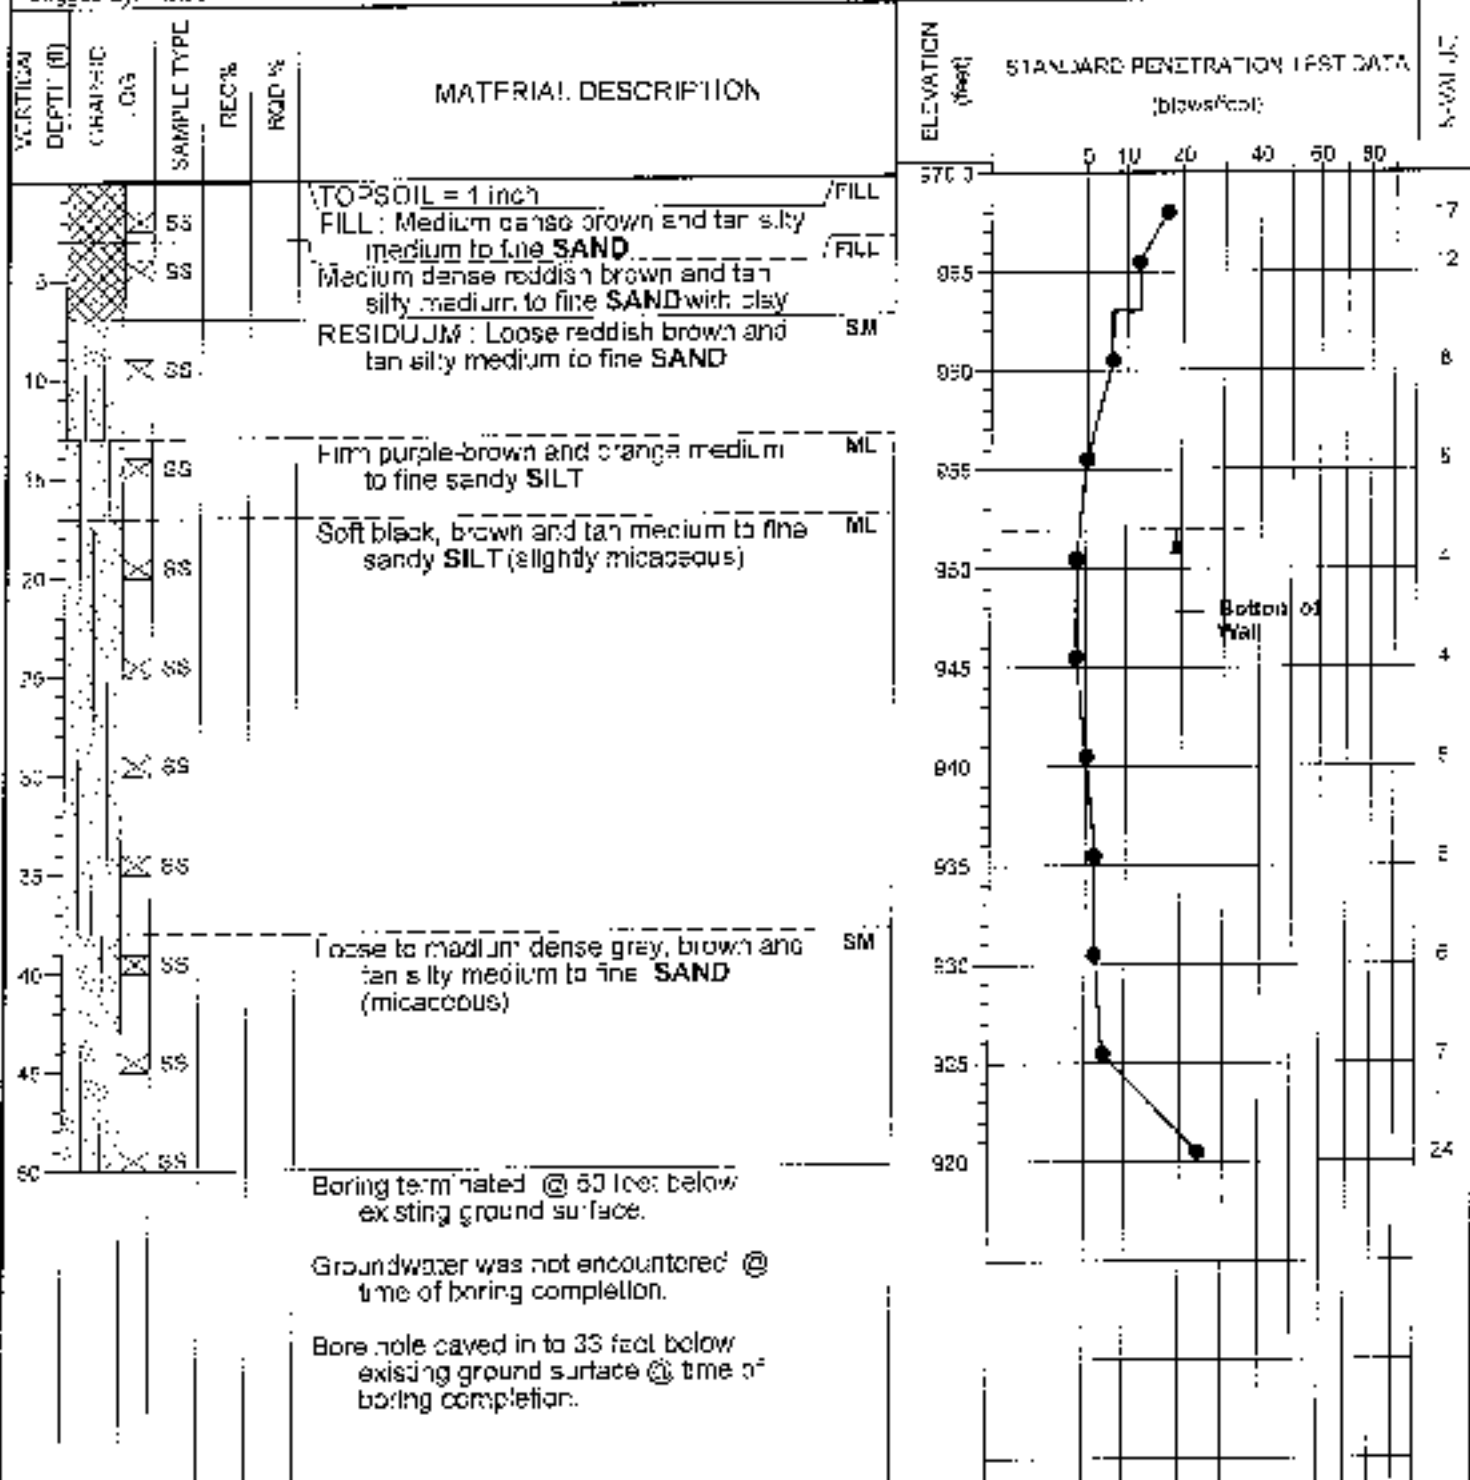 VERTICAL DEPTH (ft)
GRAPHIC LOG
SAMPLE TYPE
REC%
RQD %
MATERIAL DESCRIPTION
ELEVATION (feet)
STANDARD PENETRATION TEST DATA
(blows/foot)
N-VALUE
5 10 20 40 60 80
970.0
TOPSOIL = 1 inch FILL
SS FILL : Medium dense brown and tan silty 17
medium to fine SAND FILL
SS Medium dense reddish brown and tan 965 12
5 silty medium to fine SAND with clay
RESIDUUM : Loose reddish brown and SM
SS tan silty medium to fine SAND 960 8
10
Firm purple-brown and orange medium ML
SS to fine sandy SILT 955 5
15
Soft black, brown and tan medium to fine ML
sandy SILT (slightly micaceous)
SS 950 4
20
Bottom of
Wall
SS 945 4
25
SS 940 5
30
SS 935
35
Loose to medium dense gray, brown and SM
SS tan silty medium to fine SAND 930 6
40
(micaceous)
SS 925 7
45
SS 920 24
50
Boring terminated @ 50 feet below
existing ground surface.
Groundwater was not encountered @
time of boring completion.
Bore hole caved in to 33 feet below
existing ground surface @ time of
boring completion.